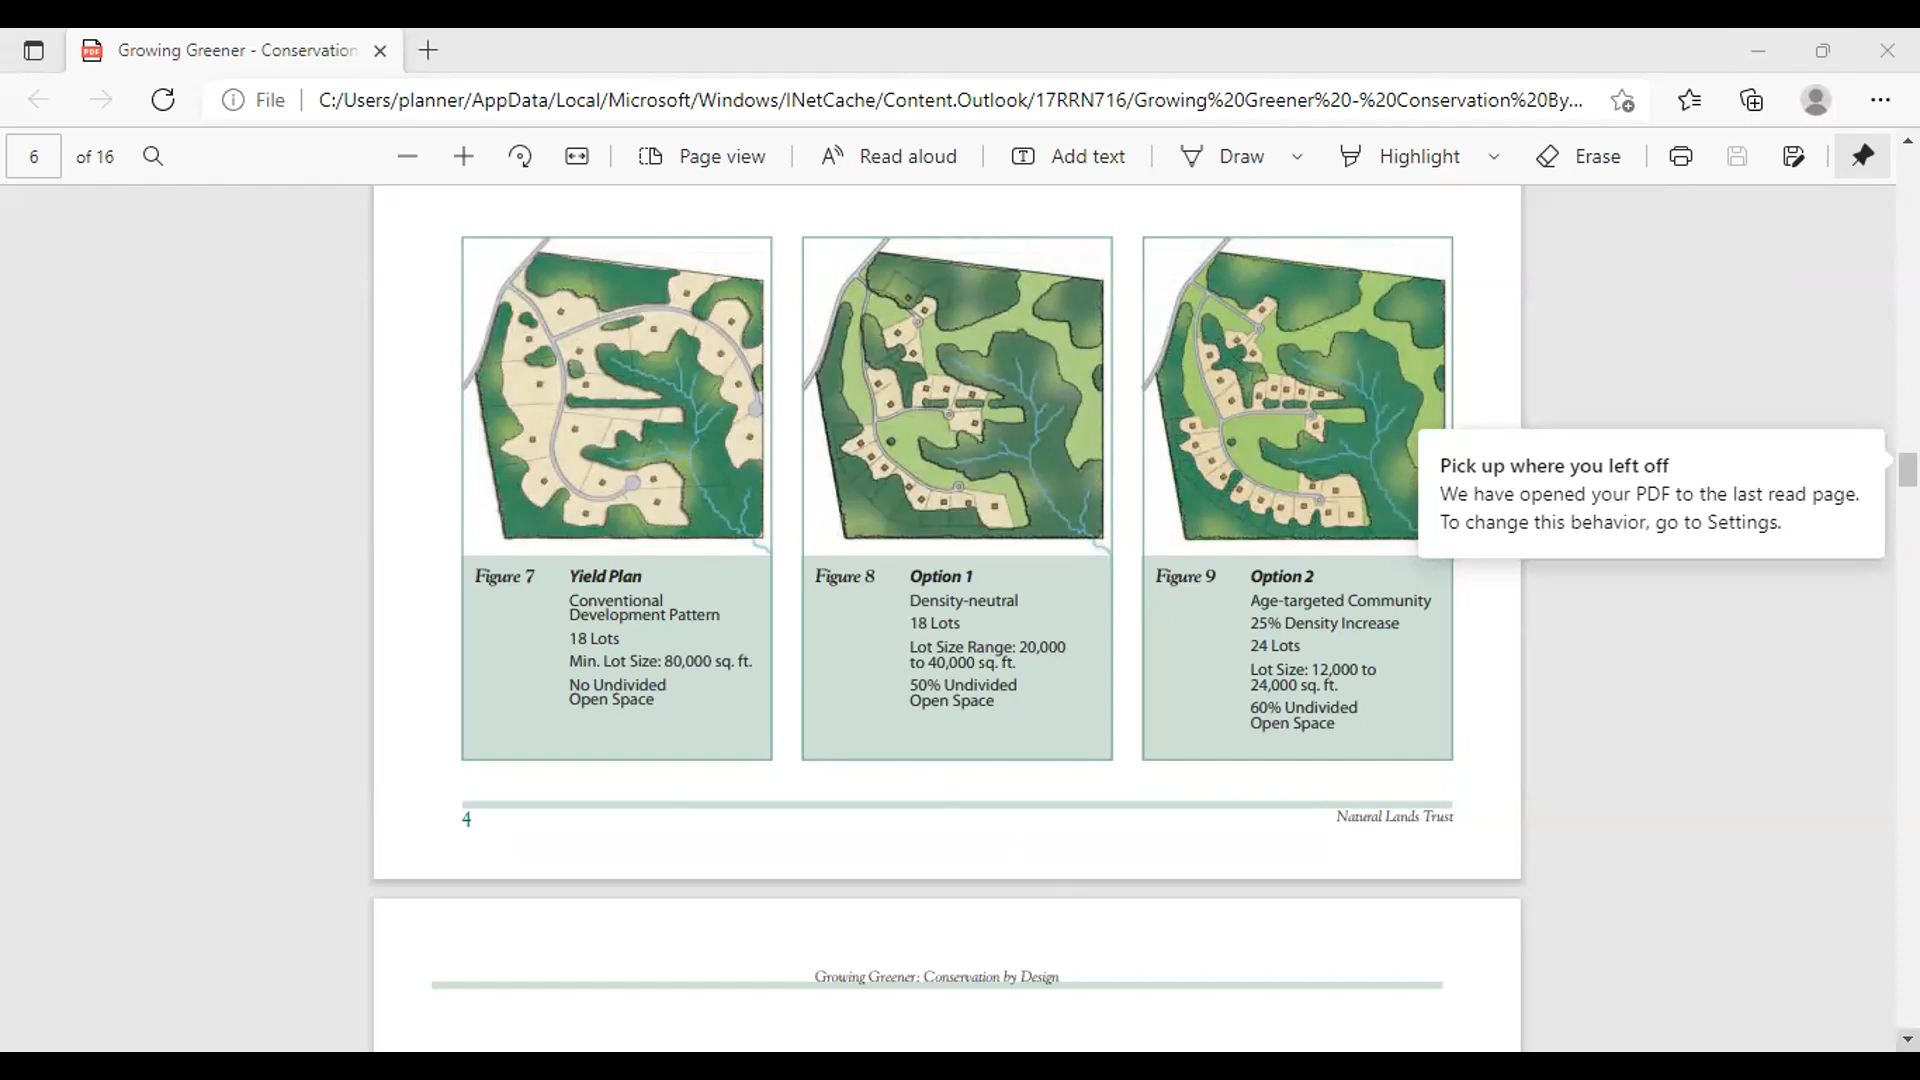 Growing Greener - Conservation
File
C:/Users/planner/AppData/Local/Microsoft/Windows/INetCache/Content.Outlook/17RRN716/Growing%20Greener%20-%20Conservation%20By...
6 of 16
Page view
Read aloud
Add text
Draw
Highlight
Erase
Figure 7
Yield Plan
Conventional
Development Pattern
18 Lots
Min. Lot Size: 80,000 sq. ft.
No Undivided
Open Space
Figure 8
Option 1
Density-neutral
18 Lots
Lot Size Range: 20,000
to 40,000 sq. ft.
50% Undivided
Open Space
Figure 9
Option 2
Age-targeted Community
25% Density Increase
24 Lots
Lot Size: 12,000 to
24,000 sq. ft.
60% Undivided
Open Space
Pick up where you left off
We have opened your PDF to the last read page.
To change this behavior, go to Settings.
4
Natural Lands Trust
Growing Greener: Conservation by Design